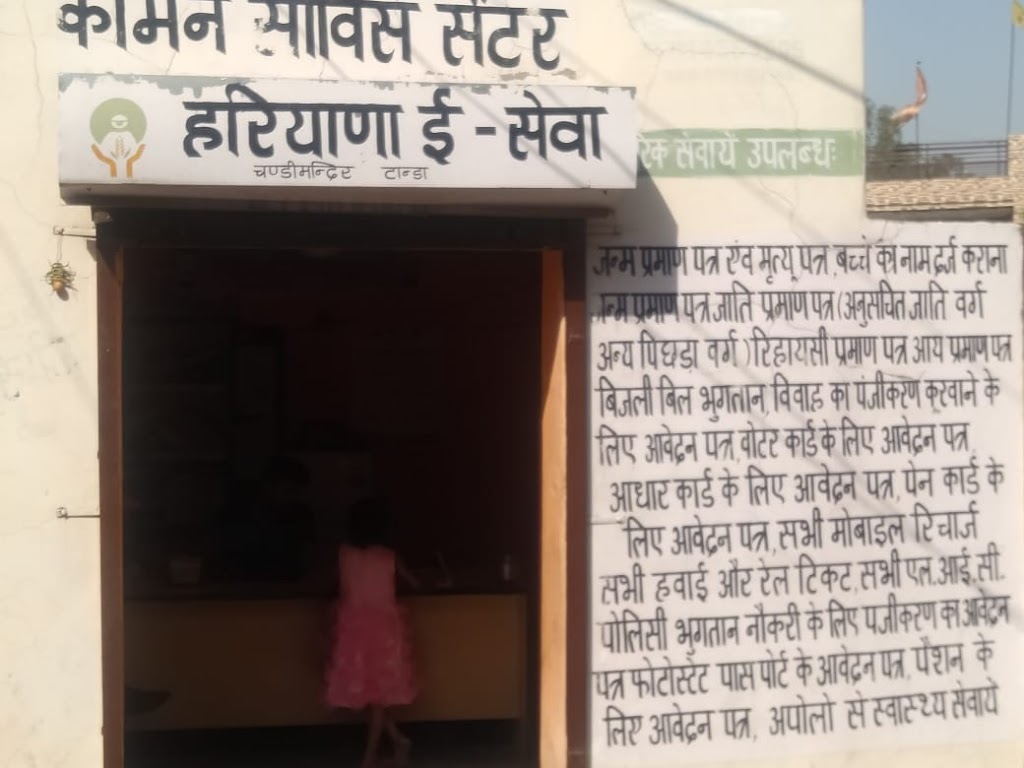 कॉमन सर्विस सेंटर
हरियाणा ई - सेवा
चण्डीमन्दिर टान्डा
सेवायें उपलब्धः
जन्म प्रमाण पत्र एंव मृत्यू पत्र, बच्चे का नाम दर्ज कराना
जन्म प्रमाण पत्र जाति प्रमाण पत्र (अनुसचित जाति वर्ग
अन्य पिछडा वर्ग) रिहायसी प्रमाण पत्र आय प्रमाण पत्र
बिजली बिल भुगतान, विवाह का पंजीकरण करवाने के
लिए आवेदन पत्र, वोटर कार्ड के लिए आवेदन पत्र,
आधार कार्ड के लिए आवेदन पत्र, पेन कार्ड के
लिए आवेदन पत्र, सभी मोबाइल रिचार्ज
सभी हवाई और रेल टिकट, सभी एल.आई.सी.
पोलिसी भुगतान नौकरी के लिए पजीकरण का आवेदन
पत्र फोटोस्टेट पास पोर्ट के आवेदन पत्र, पेंशन के
लिए आवेदन पत्र, अपोलो से स्वास्थ्य सेवाये